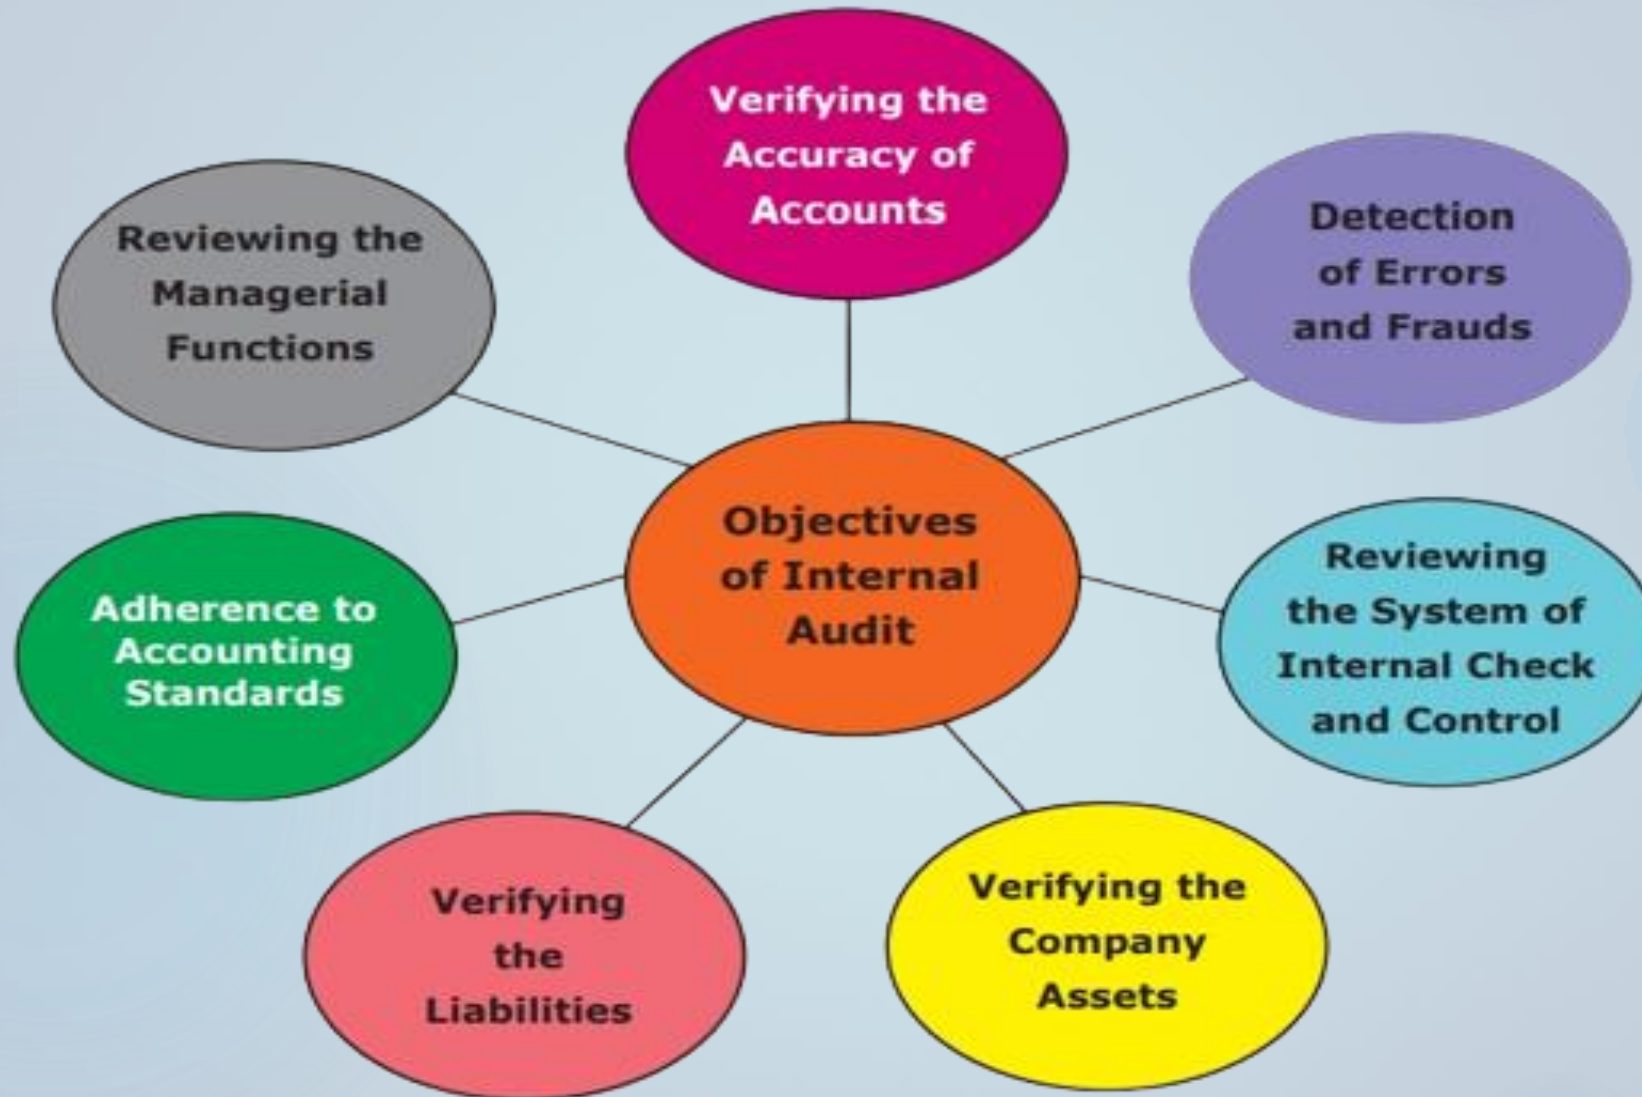 Verifying the
Accuracy of
Accounts
Detection
of Errors
and Frauds
Reviewing the
Managerial
Functions
Objectives
of Internal
Audit
Reviewing
the System of
Internal Check
and Control
Adherence to
Accounting
Standards
Verifying
the
Liabilities
Verifying the
Company
Assets